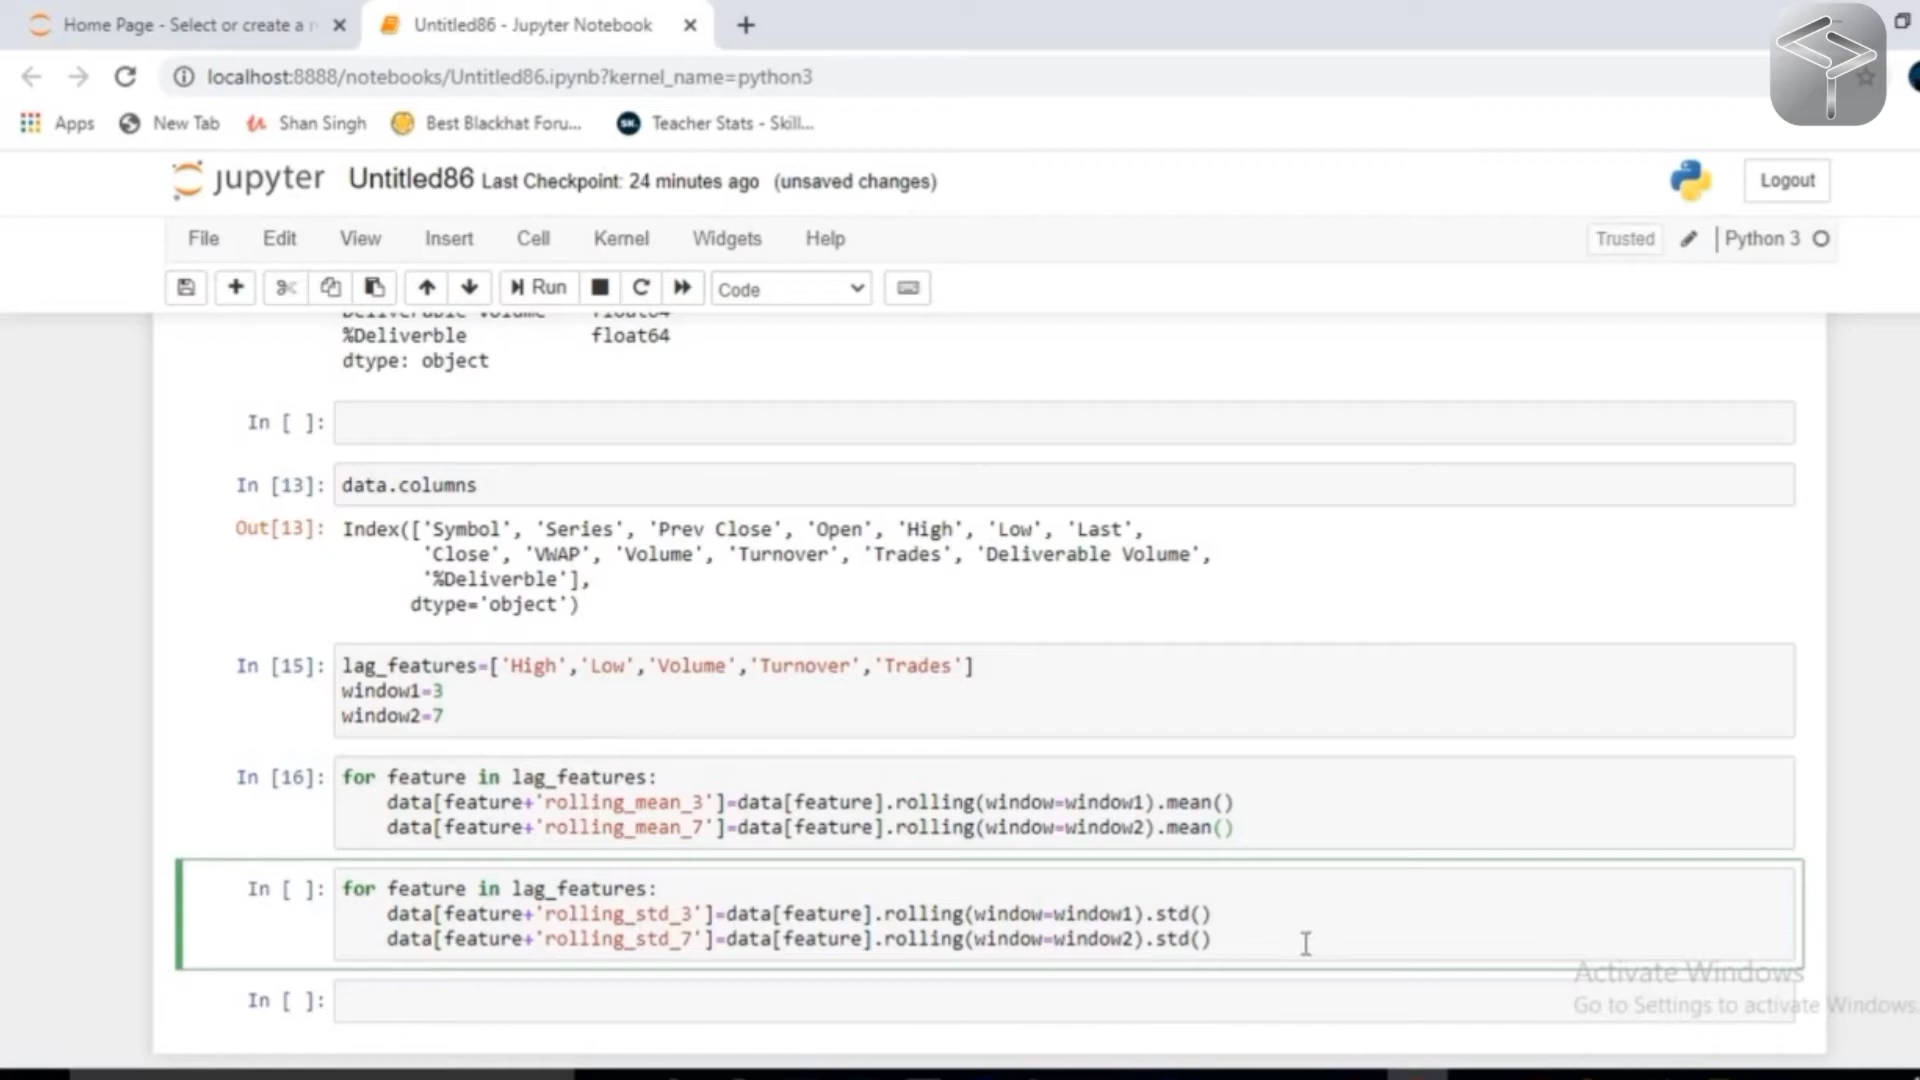 Home Page - Select or create a n
Untitled86 - Jupyter Notebook
localhost:8888/notebooks/Untitled86.ipynb?kernel_name=python3
Apps
New Tab
Shan Singh
Best Blackhat Foru...
SK.
Teacher Stats - Skill...
jupyter
Untitled86 Last Checkpoint: 24 minutes ago (unsaved changes)
Logout
File Edit View Insert Cell Kernel Widgets Help
Trusted
Python 3
Run
Code
Deliverable Volume float64
%Deliverble float64
dtype: object
In [ ]:
In [13]: data.columns
Out[13]: Index(['Symbol', 'Series', 'Prev Close', 'Open', 'High', 'Low', 'Last',
'Close', 'VWAP', 'Volume', 'Turnover', 'Trades', 'Deliverable Volume',
'%Deliverble'],
dtype='object')
In [15]: lag_features=['High','Low','Volume','Turnover','Trades']
window1=3
window2=7
In [16]: for feature in lag_features:
data[feature+'rolling_mean_3']=data[feature].rolling(window=window1).mean()
data[feature+'rolling_mean_7']=data[feature].rolling(window=window2).mean()
In [ ]: for feature in lag_features:
data[feature+'rolling_std_3']=data[feature].rolling(window=window1).std()
data[feature+'rolling_std_7']=data[feature].rolling(window=window2).std()
Activate Windows
Go to Settings to activate Windows.
In [ ]: